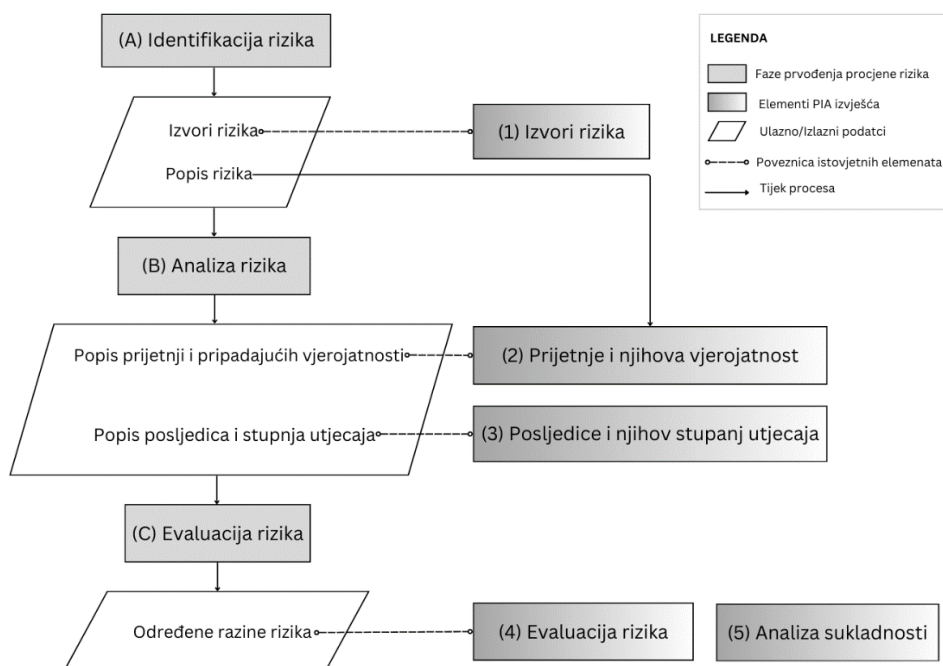 (A) Identifikacija rizika
Izvori rizika
(1) Izvori rizika
Popis rizika
(B) Analiza rizika
Popis prijetnji i pripadajućih vjerojatnosti
(2) Prijetnje i njihova vjerojatnost
Popis posljedica i stupnja utjecaja
(3) Posljedice i njihov stupanj utjecaja
(C) Evaluacija rizika
Određene razine rizika
(4) Evaluacija rizika
(5) Analiza sukladnosti
LEGENDA
Faze prvođenja procjene rizika
Elementi PIA izvješća
Ulazno/Izlazni podatci
Poveznica istovjetnih elemenata
Tijek procesa